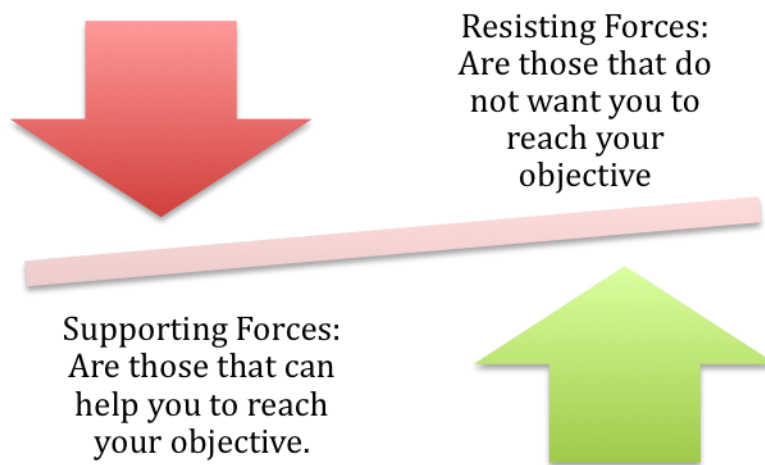 Resisting Forces:
Are those that do
not want you to
reach your
objective
Supporting Forces:
Are those that can
help you to reach
your objective.